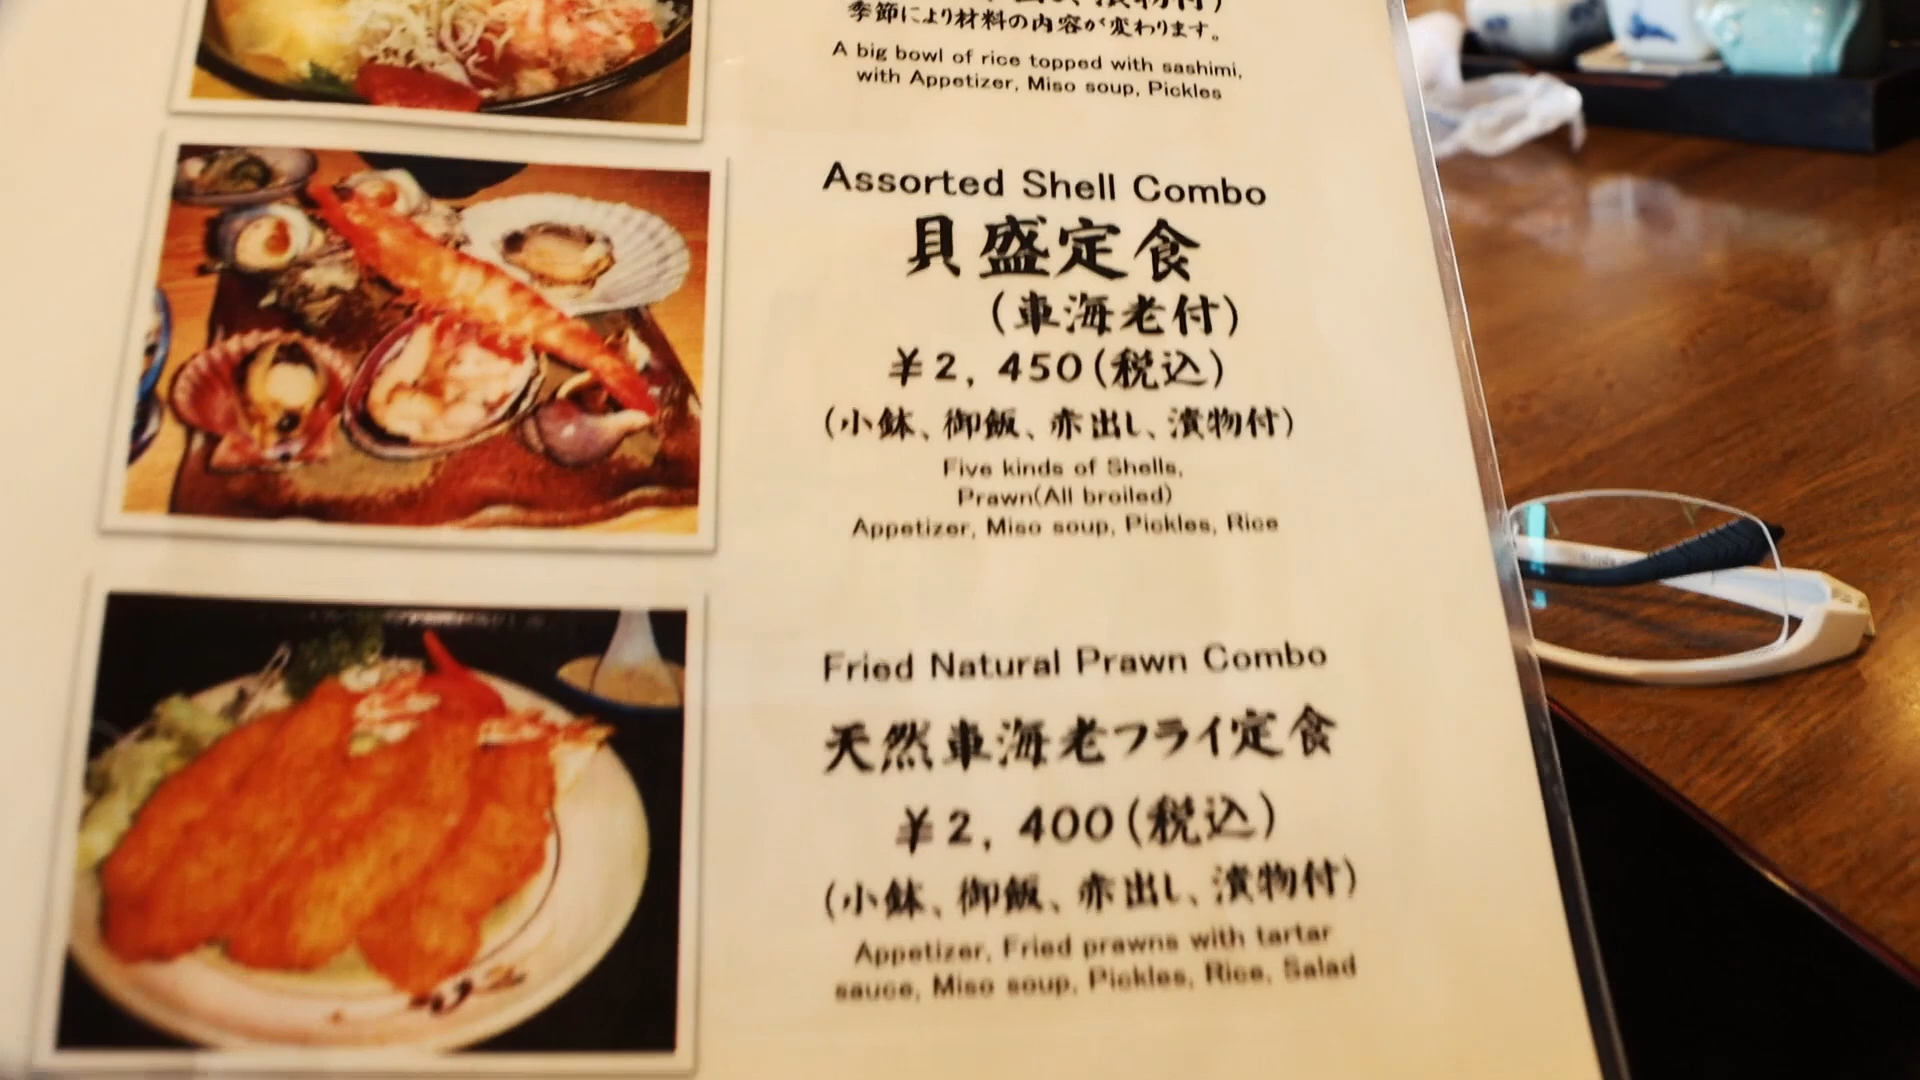 季節により材料の内容が変わります。
A big bowl of rice topped with sashimi,
with Appetizer, Miso soup, Pickles
Assorted Shell Combo
貝盛定食
(車海老付)
¥2,450(税込)
(小鉢、御飯、赤出し、漬物付)
Five kinds of Shells,
Prawn(All broiled)
Appetizer, Miso soup, Pickles, Rice
Fried Natural Prawn Combo
天然車海老フライ定食
¥2,400(税込)
(小鉢、御飯、赤出し、漬物付)
Appetizer, Fried prawns with tartar
sauce, Miso soup, Pickles, Rice, Salad